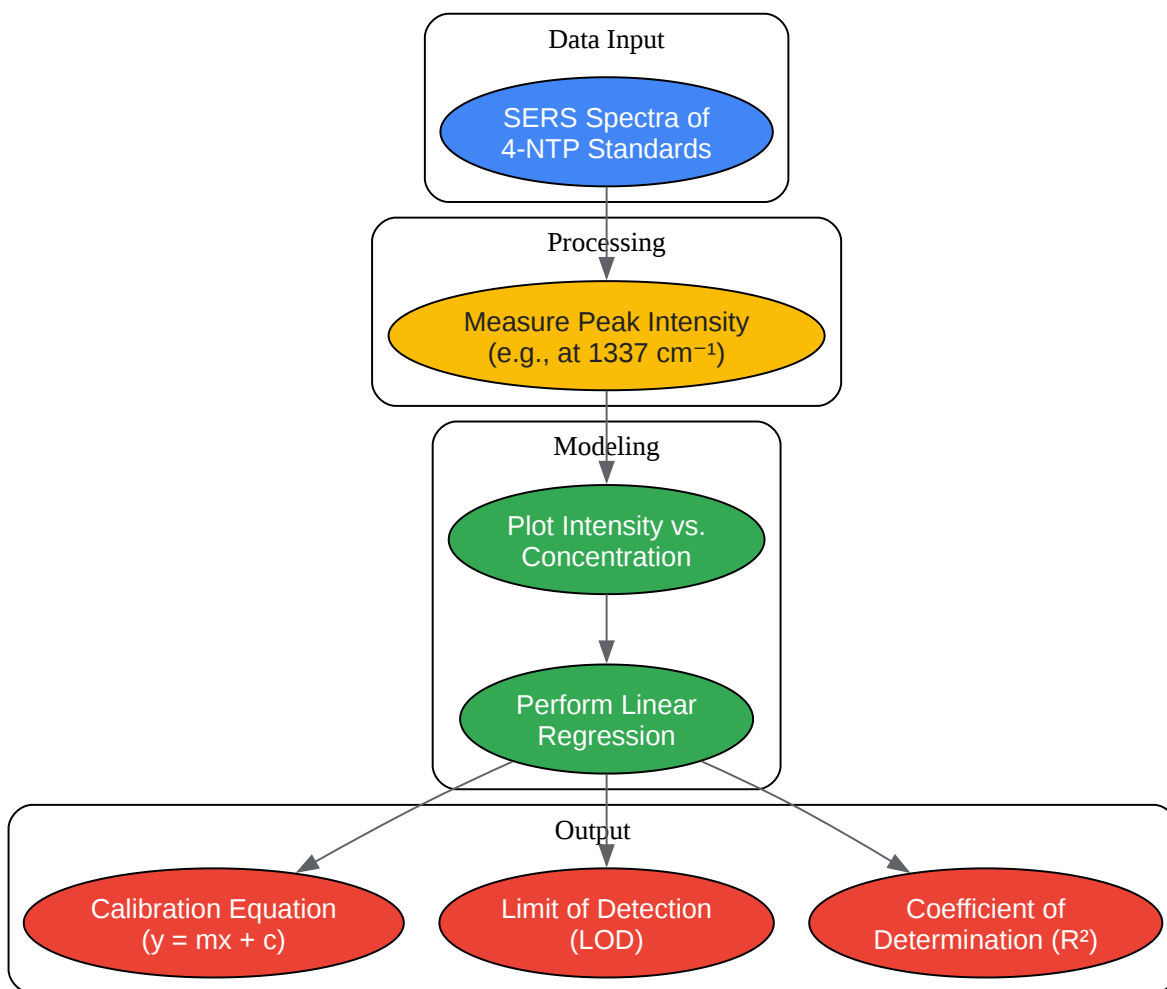 Data Input
SERS Spectra of
4-NTP Standards
Processing
Measure Peak Intensity
(e.g., at 1337 cm⁻¹)
Modeling
Plot Intensity vs.
Concentration
Perform Linear
Regression
Output
Calibration Equation
(y = mx + c)
Limit of Detection
(LOD)
Coefficient of
Determination (R²)